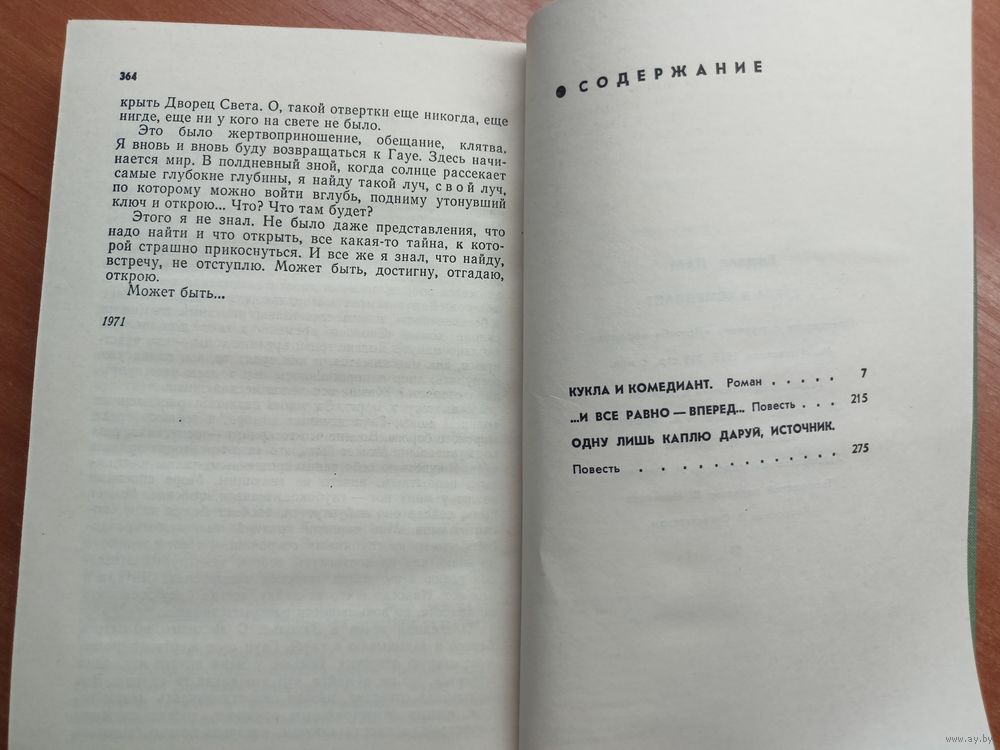 364
крыть Дворец Света. О, такой отвертки еще никогда, еще
нигде, еще ни у кого на свете не было.
Это было жертвоприношение, обещание, клятва.
Я вновь и вновь буду возвращаться к Гауе. Здесь начи-
нается мир. В полдневный зной, когда солнце рассекает
самые глубокие глубины, я найду такой луч, свой луч,
по которому можно войти вглубь, подниму утонувший
ключ и открою... Что? Что там будет?
Этого я не знал. Не было даже представления, что
надо найти и что открыть, все какая-то тайна, к кото-
рой страшно прикоснуться. И все же я знал, что найду,
встречу, не отступлю. Может быть, достигну, отгадаю,
открою.
Может быть...
1971
СОДЕРЖАНИЕ
КУКЛА И КОМЕДИАНТ. Роман . . . . . 7
...И ВСЕ РАВНО — ВПЕРЕД... Повесть . . . 215
ОДНУ ЛИШЬ КАПЛЮ ДАРУЙ, ИСТОЧНИК.
Повесть . . . . . . . . . . . . 275
www.ay.by